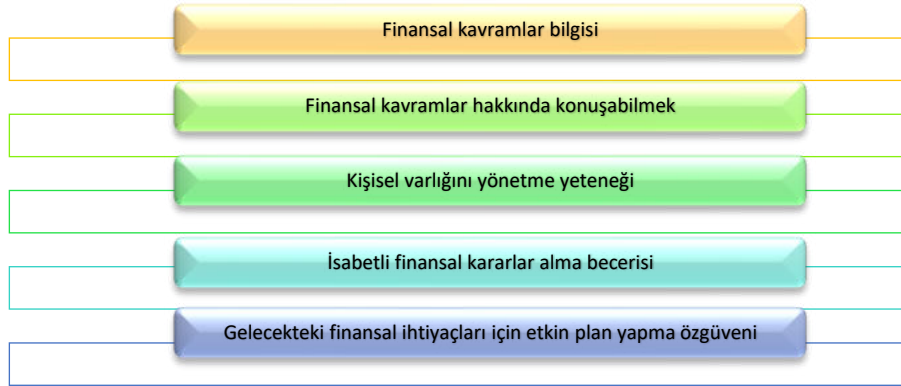 Finansal kavramlar bilgisi
Finansal kavramlar hakkında konuşabilmek
Kişisel varlığını yönetme yeteneği
İsabetli finansal kararlar alma becerisi
Gelecekteki finansal ihtiyaçları için etkin plan yapma özgüveni